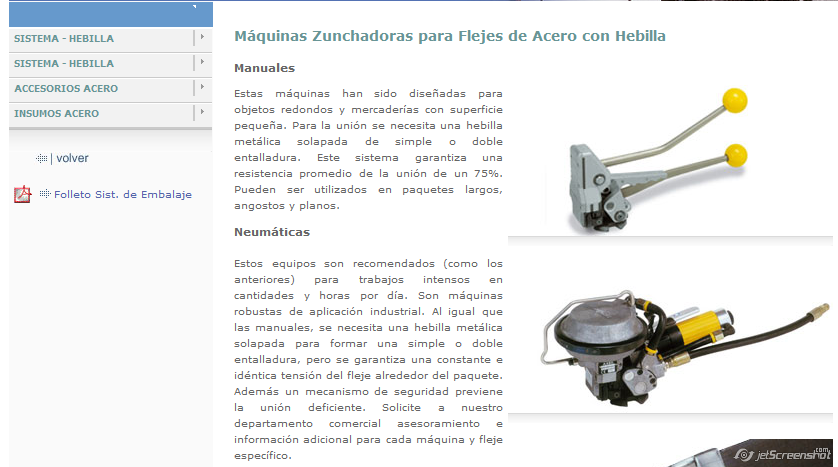 SISTEMA - HEBILLA
SISTEMA - HEBILLA
ACCESORIOS ACERO
INSUMOS ACERO
| volver
Folleto Sist. de Embalaje
Máquinas Zunchadoras para Flejes de Acero con Hebilla
Manuales
Estas máquinas han sido diseñadas para
objetos redondos y mercaderías con superficie
pequeña. Para la unión se necesita una hebilla
metálica solapada de simple o doble
entalladura. Este sistema garantiza una
resistencia promedio de la unión de un 75%.
Pueden ser utilizados en paquetes largos,
angostos y planos.
Neumáticas
Estos equipos son recomendados (como los
anteriores) para trabajos intensos en
cantidades y horas por día. Son máquinas
robustas de aplicación industrial. Al igual que
las manuales, se necesita una hebilla metálica
solapada para formar una simple o doble
entalladura, pero se garantiza una constante e
idéntica tensión del fleje alrededor del paquete.
Además un mecanismo de seguridad previene
la unión deficiente. Solicite a nuestro
departamento comercial asesoramiento e
información adicional para cada máquina y fleje
específico.
jetScreenshot.com